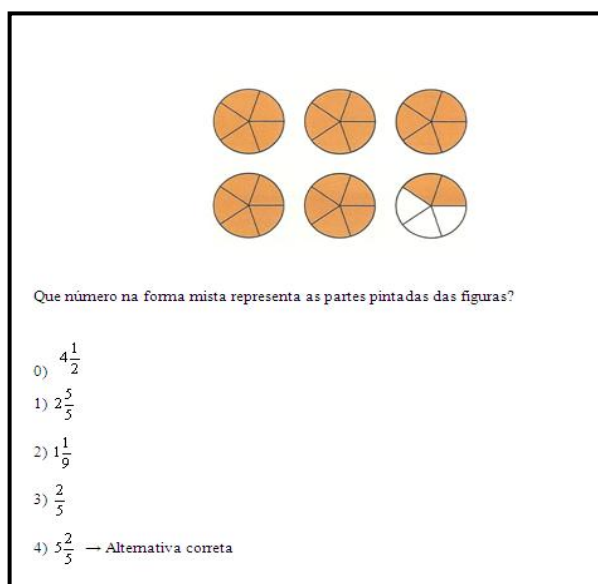 Que número na forma mista representa as partes pintadas das figuras?
0) 4 1/2
1) 2 5/5
2) 1 1/9
3) 2/5
4) 5 2/5 → Alternativa correta